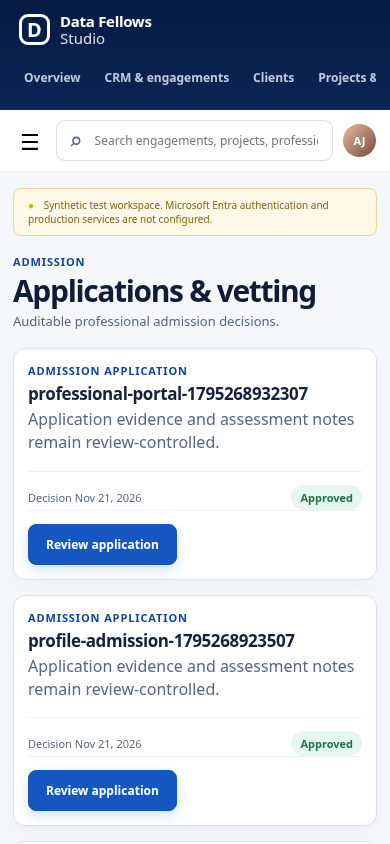 D
Data Fellows
Studio
Overview CRM & engagements Clients Projects &
☰
Search engagements, projects, professi
AJ
Synthetic test workspace. Microsoft Entra authentication and
production services are not configured.
ADMISSION
Applications & vetting
Auditable professional admission decisions.
ADMISSION APPLICATION
professional-portal-1795268932307
Application evidence and assessment notes
remain review-controlled.
Decision Nov 21, 2026 Approved
Review application
ADMISSION APPLICATION
profile-admission-1795268923507
Application evidence and assessment notes
remain review-controlled.
Decision Nov 21, 2026 Approved
Review application